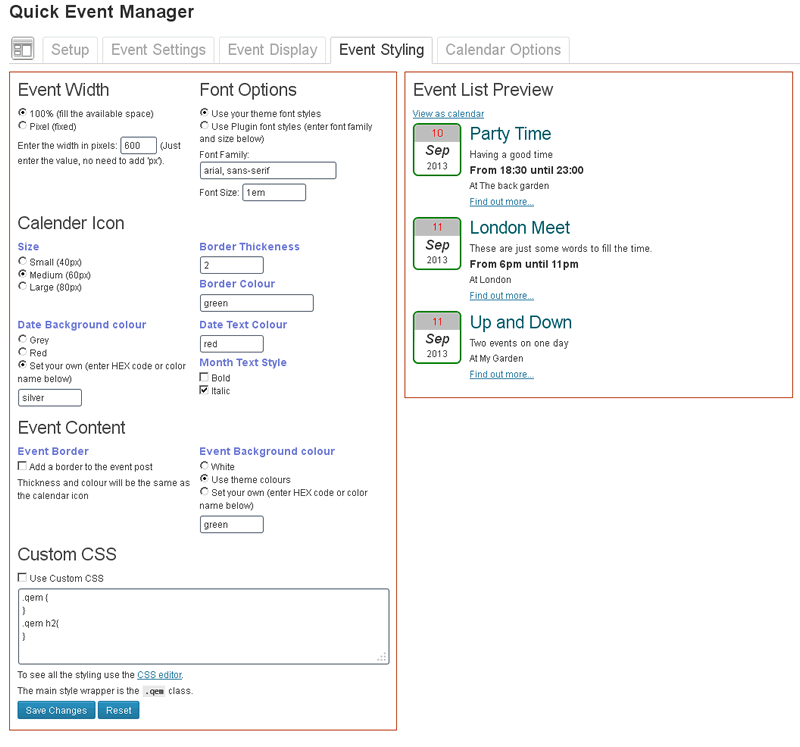 Quick Event Manager
Setup
Event Settings
Event Display
Event Styling
Calendar Options
Event Width
100% (fill the available space)
Pixel (fixed)
Enter the width in pixels: 600 (Just
enter the value, no need to add 'px').
Font Options
Use your theme font styles
Use Plugin font styles (enter font family
and size below)
Font Family:
arial, sans-serif
Font Size: 1em
Calender Icon
Size
Small (40px)
Medium (60px)
Large (80px)
Border Thickeness
2
Border Colour
green
Date Background colour
Grey
Red
Set your own (enter HEX code or color
name below)
silver
Date Text Colour
red
Month Text Style
Bold
Italic
Event Content
Event Border
Add a border to the event post
Thickness and colour will be the same as
the calendar icon
Event Background colour
White
Use theme colours
Set your own (enter HEX code or color
name below)
green
Custom CSS
Use Custom CSS
.qem {
}
.qem h2{
}
To see all the styling use the CSS editor.
The main style wrapper is the .qem class.
Save Changes
Reset
Event List Preview
View as calendar
10
Sep
2013
Party Time
Having a good time
From 18:30 until 23:00
At The back garden
Find out more...
11
Sep
2013
London Meet
These are just some words to fill the time.
From 6pm until 11pm
At London
Find out more...
11
Sep
2013
Up and Down
Two events on one day
At My Garden
Find out more...